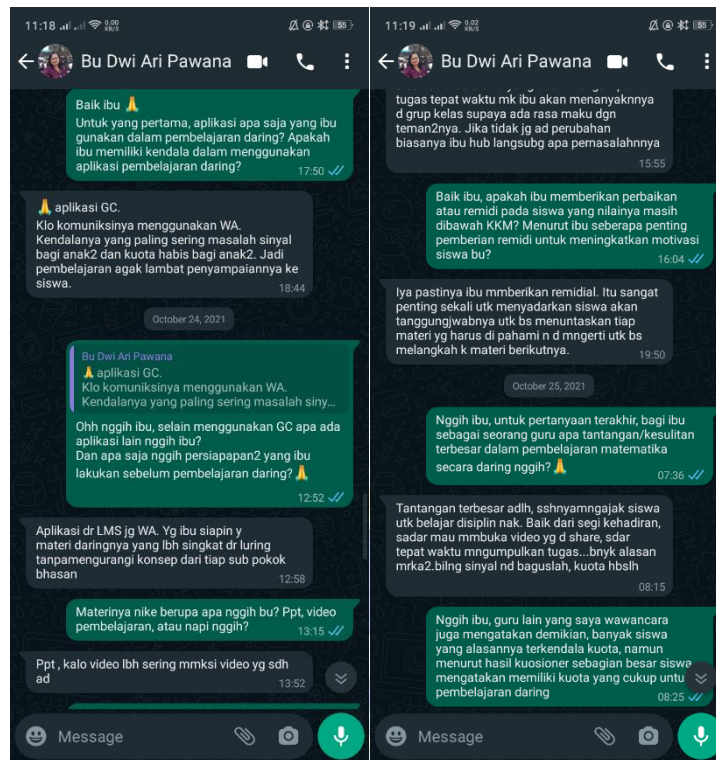 11:18
0.00
KB/S
55
Bu Dwi Ari Pawana
Baik ibu 🙏
Untuk yang pertama, aplikasi apa saja yang ibu
gunakan dalam pembelajaran daring? Apakah
ibu memiliki kendala dalam menggunakan
aplikasi pembelajaran daring?
17:50
🙏 aplikasi GC.
Klo komuniksinya menggunakan WA.
Kendalanya yang paling sering masalah sinyal
bagi anak2 dan kuota habis bagi anak2. Jadi
pembelajaran agak lambat penyampaiannya ke
siswa.
18:44
October 24, 2021
Bu Dwi Ari Pawana
🙏 aplikasi GC.
Klo komuniksinya menggunakan WA.
Kendalanya yang paling sering masalah siny...
Ohh nggih ibu, selain menggunakan GC apa ada
aplikasi lain nggih ibu?
Dan apa saja nggih persiapapan2 yang ibu
lakukan sebelum pembelajaran daring? 🙏
12:52
Aplikasi dr LMS jg WA. Yg ibu siapin y
materi daringnya yang lbh singkat dr luring
tanpamengurangi konsep dari tiap sub pokok
bhasan
12:58
Materinya nike berupa apa nggih bu? Ppt, video
pembelajaran, atau napi nggih?
13:15
Ppt , kalo video lbh sering mmksi video yg sdh
ad
13:52
Message
11:19
0.02
KB/S
55
Bu Dwi Ari Pawana
tugas tepat waktu mk ibu akan menanyaknnya
d grup kelas supaya ada rasa maku dgn
teman2nya. Jika tidak jg ad perubahan
biasanya ibu hub langsubg apa pernasalahnnya
15:55
Baik ibu, apakah ibu memberikan perbaikan
atau remidi pada siswa yang nilainya masih
dibawah KKM? Menurut ibu seberapa penting
pemberian remidi untuk meningkatkan motivasi
siswa bu?
16:04
Iya pastinya ibu mmberikan remidial. Itu sangat
penting sekali utk menyadarkan siswa akan
tanggungjwabnya utk bs menuntaskan tiap
materi yg harus di pahami n d mngerti utk bs
melangkah k materi berikutnya.
19:50
October 25, 2021
Nggih ibu, untuk pertanyaan terakhir, bagi ibu
sebagai seorang guru apa tantangan/kesulitan
terbesar dalam pembelajaran matematika
secara daring nggih? 🙏
07:36
Tantangan terbesar adlh, sshnyamngajak siswa
utk belajar disiplin nak. Baik dari segi kehadiran,
sadar mau mmbuka video yg d share, sdar
tepat waktu mngumpulkan tugas...bnyk alasan
mrka2.bilng sinyal nd baguslah, kuota hbslh
08:15
Nggih ibu, guru lain yang saya wawancara
juga mengatakan demikian, banyak siswa
yang alasannya terkendala kuota, namun
menurut hasil kuosioner sebagian besar siswa
mengatakan memiliki kuota yang cukup untu
pembelajaran daring
08:25
Message